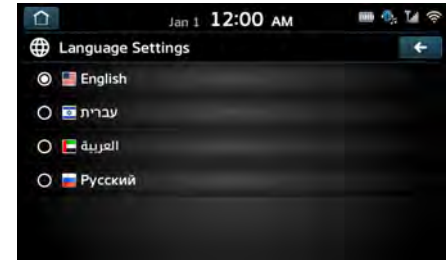 Jan 1 12:00 AM
Language Settings
English
עברית
العربية
Русский